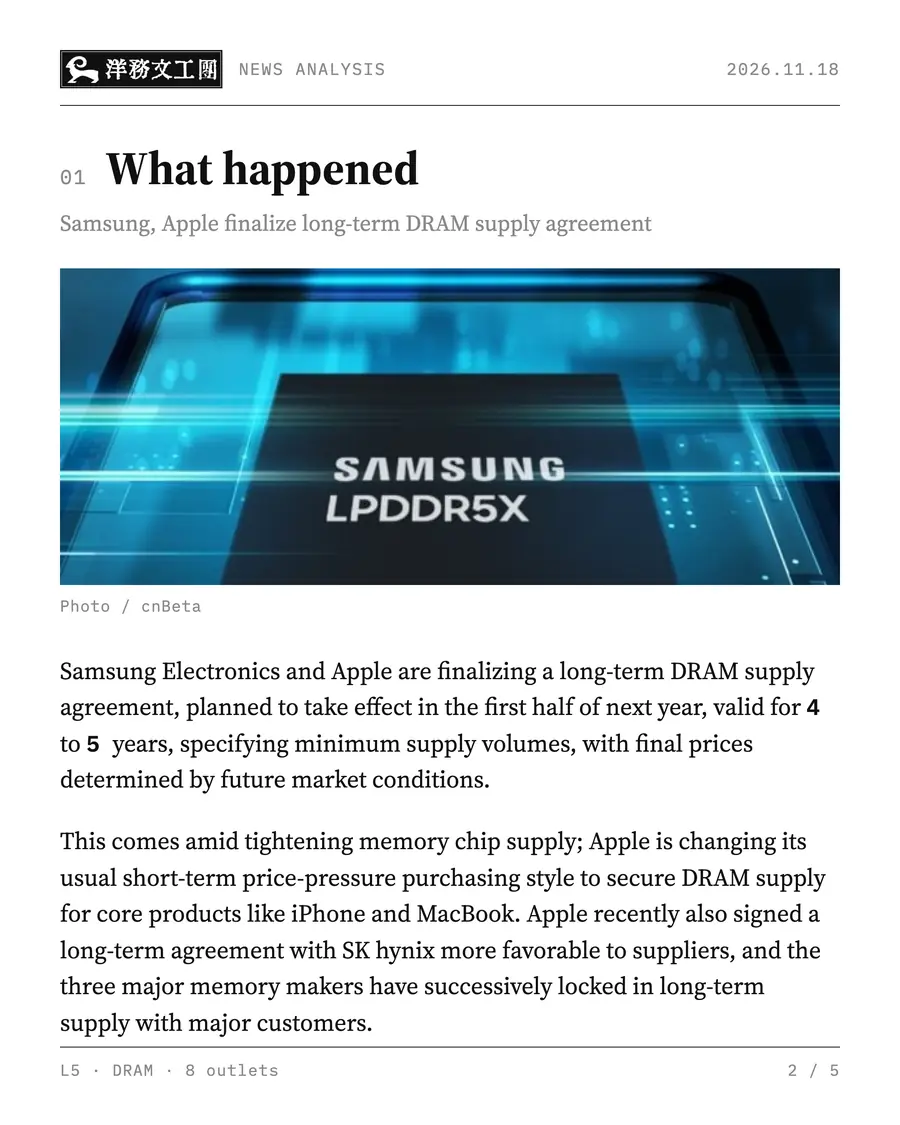 洋務文工團 NEWS ANALYSIS 2026.11.18
01 What happened
Samsung, Apple finalize long-term DRAM supply agreement
SAMSUNG
LPDDR5X
Photo / cnBeta
Samsung Electronics and Apple are finalizing a long-term DRAM supply
agreement, planned to take effect in the first half of next year, valid for 4
to 5 years, specifying minimum supply volumes, with final prices
determined by future market conditions.
This comes amid tightening memory chip supply; Apple is changing its
usual short-term price-pressure purchasing style to secure DRAM supply
for core products like iPhone and MacBook. Apple recently also signed a
long-term agreement with SK hynix more favorable to suppliers, and the
three major memory makers have successively locked in long-term
supply with major customers.
L5 · DRAM · 8 outlets 2 / 5